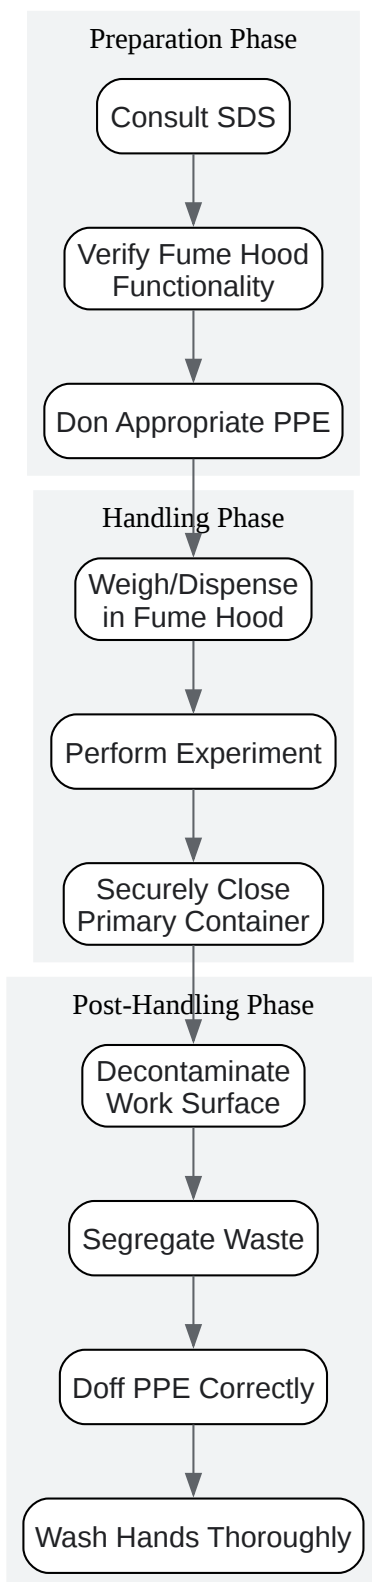 Preparation Phase
Consult SDS
Verify Fume Hood
Functionality
Don Appropriate PPE
Handling Phase
Weigh/Dispense
in Fume Hood
Perform Experiment
Securely Close
Primary Container
Post-Handling Phase
Decontaminate
Work Surface
Segregate Waste
Doff PPE Correctly
Wash Hands Thoroughly